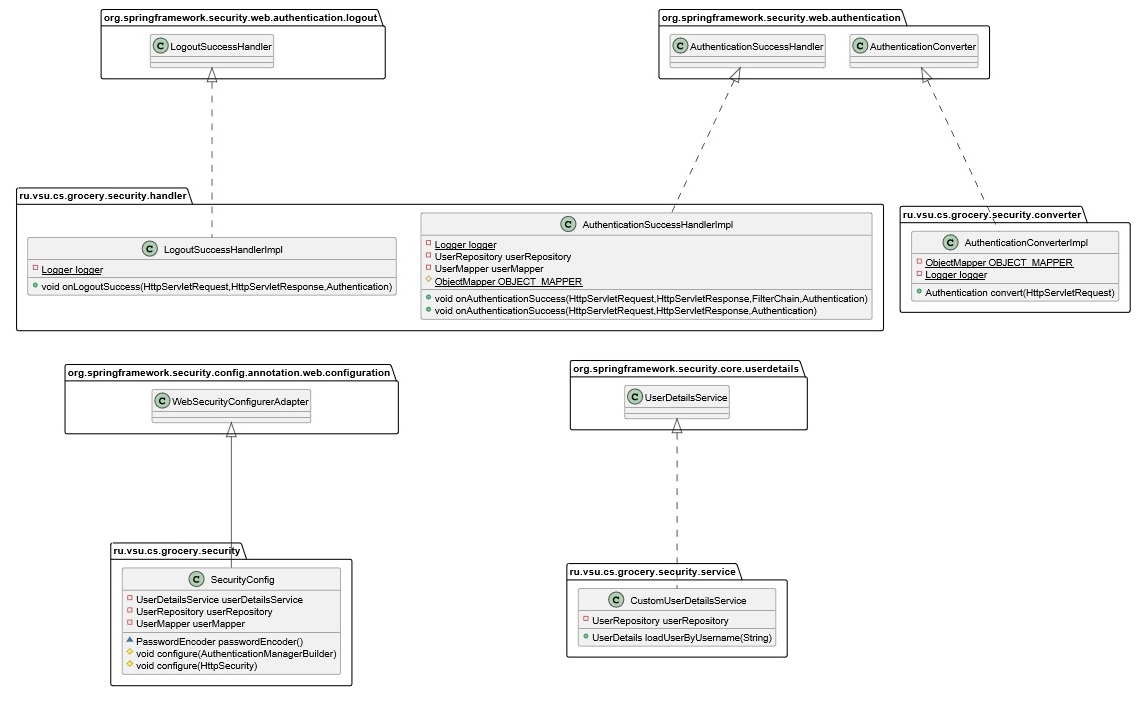 org.springframework.security.web.authentication.logout
C LogoutSuccessHandler
org.springframework.security.web.authentication
C AuthenticationSuccessHandler
C AuthenticationConverter
ru.vsu.cs.grocery.security.handler
C LogoutSuccessHandlerImpl
Logger logger
void onLogoutSuccess(HttpServletRequest,HttpServletResponse,Authentication)
C AuthenticationSuccessHandlerImpl
Logger logger
UserRepository userRepository
UserMapper userMapper
ObjectMapper OBJECT_MAPPER
void onAuthenticationSuccess(HttpServletRequest,HttpServletResponse,FilterChain,Authentication)
void onAuthenticationSuccess(HttpServletRequest,HttpServletResponse,Authentication)
ru.vsu.cs.grocery.security.converter
C AuthenticationConverterImpl
ObjectMapper OBJECT_MAPPER
Logger logger
Authentication convert(HttpServletRequest)
org.springframework.security.config.annotation.web.configuration
C WebSecurityConfigurerAdapter
ru.vsu.cs.grocery.security
C SecurityConfig
UserDetailsService userDetailsService
UserRepository userRepository
UserMapper userMapper
PasswordEncoder passwordEncoder()
void configure(AuthenticationManagerBuilder)
void configure(HttpSecurity)
org.springframework.security.core.userdetails
C UserDetailsService
ru.vsu.cs.grocery.security.service
C CustomUserDetailsService
UserRepository userRepository
UserDetails loadUserByUsername(String)